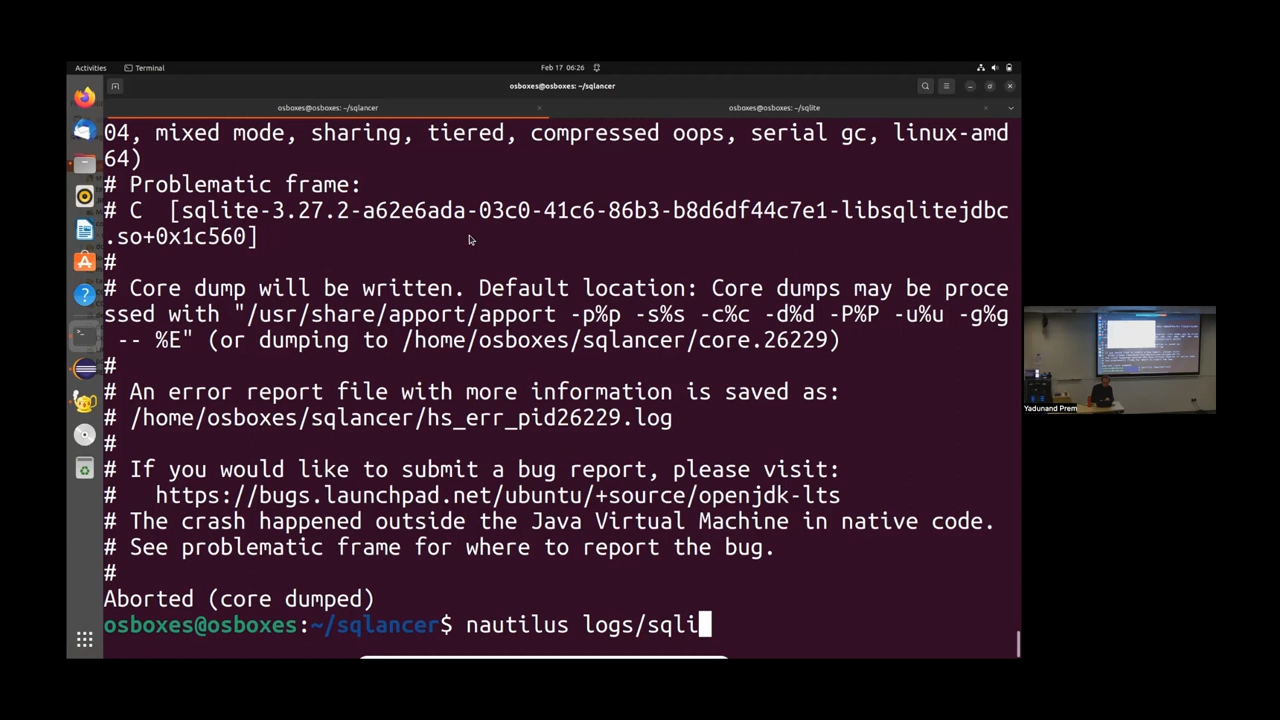 Activities
Terminal
Feb 17 06:26
osboxes@osboxes: ~/sqlancer
osboxes@osboxes: ~/sqlancer
osboxes@osboxes: ~/sqlite
04, mixed mode, sharing, tiered, compressed oops, serial gc, linux-amd
64)
# Problematic frame:
# C  [sqlite-3.27.2-a62e6ada-03c0-41c6-86b3-b8d6df44c7e1-libsqlitejdbc
.so+0x1c560]
#
# Core dump will be written. Default location: Core dumps may be proce
ssed with "/usr/share/apport/apport -p%p -s%s -c%c -d%d -P%P -u%u -g%g
 -- %E" (or dumping to /home/osboxes/sqlancer/core.26229)
#
# An error report file with more information is saved as:
# /home/osboxes/sqlancer/hs_err_pid26229.log
#
# If you would like to submit a bug report, please visit:
#   https://bugs.launchpad.net/ubuntu/+source/openjdk-lts
# The crash happened outside the Java Virtual Machine in native code.
# See problematic frame for where to report the bug.
#
Aborted (core dumped)
osboxes@osboxes:~/sqlancer$ nautilus logs/sqli
Yadunand Prem